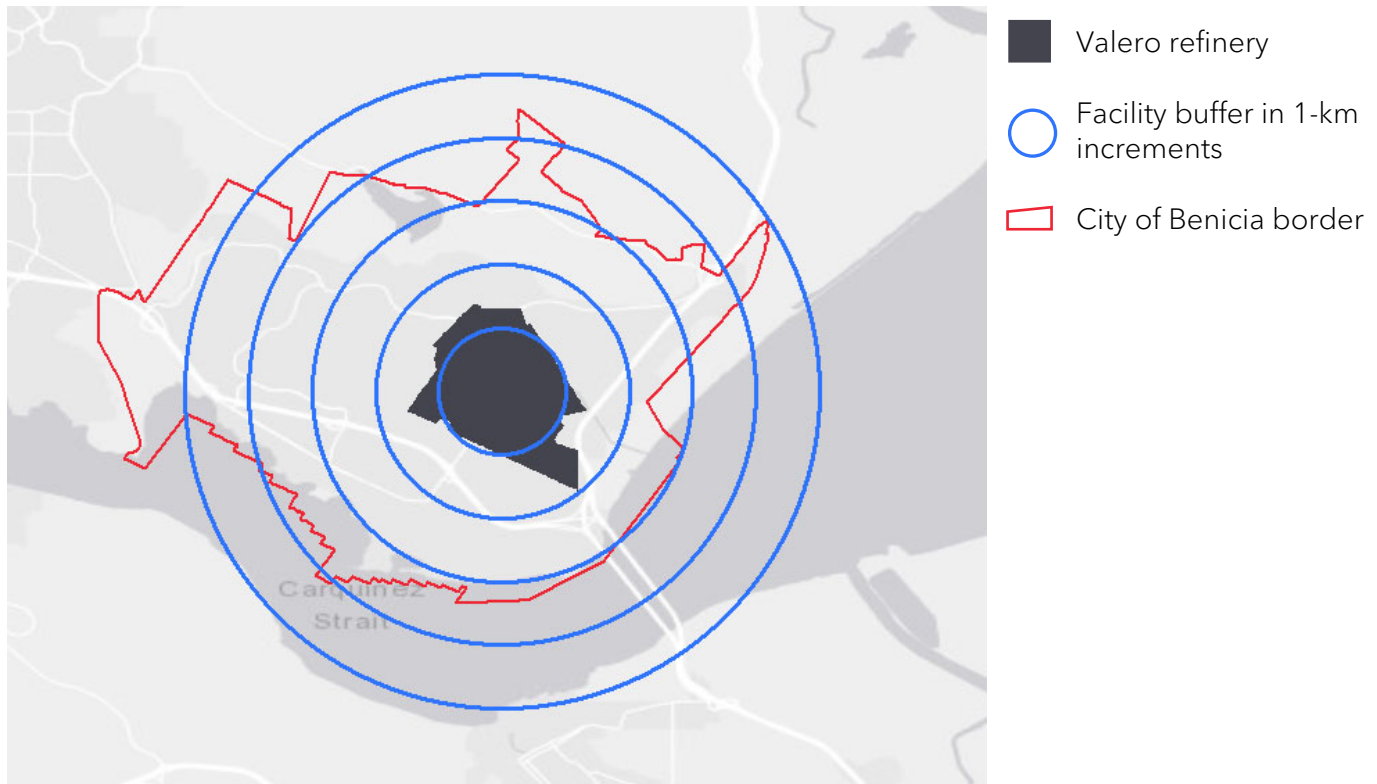 Valero refinery
Facility buffer in 1-km
increments
City of Benicia border
Carquinez
Strait